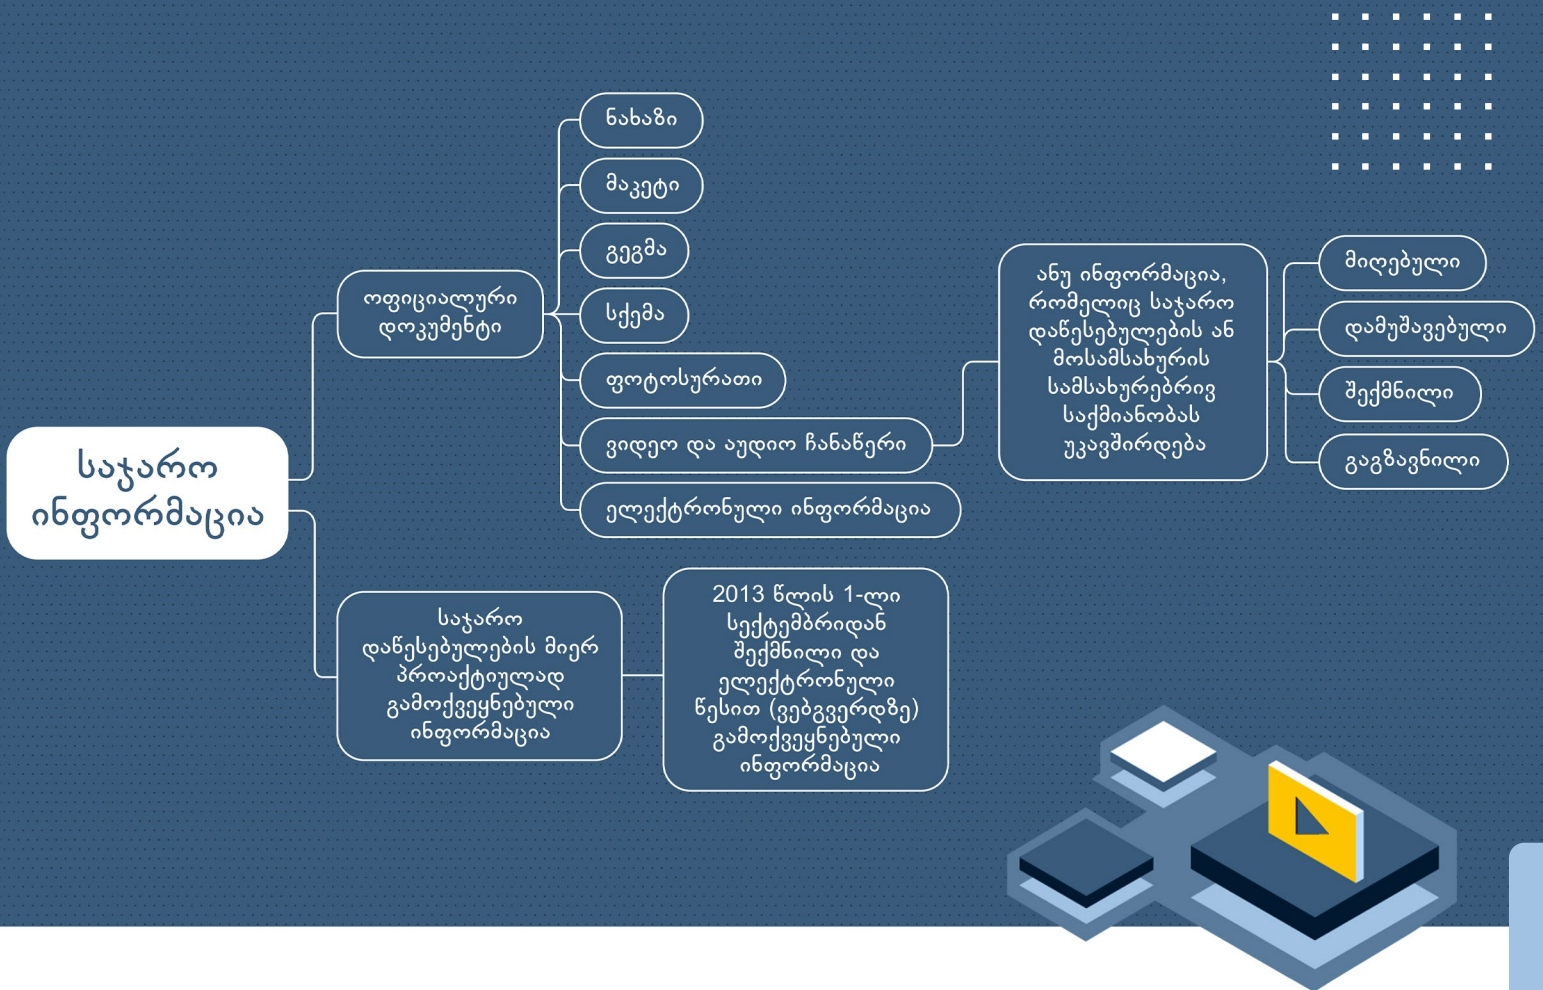 საჯარო
ინფორმაცია
ოფიციალური
დოკუმენტი
ნახაზი
მაკეტი
გეგმა
სქემა
ფოტოსურათი
ვიდეო და აუდიო ჩანაწერი
ელექტრონული ინფორმაცია
ანუ ინფორმაცია,
რომელიც საჯარო
დაწესებულების ან
მოსამსახურის
სამსახურებრივ
საქმიანობას
უკავშირდება
მიღებული
დამუშავებული
შექმნილი
გაგზავნილი
საჯარო
დაწესებულების მიერ
პროაქტიულად
გამოქვეყნებული
ინფორმაცია
2013 წლის 1-ლი
სექტემბრიდან
შექმნილი და
ელექტრონული
წესით (ვებგვერდზე)
გამოქვეყნებული
ინფორმაცია